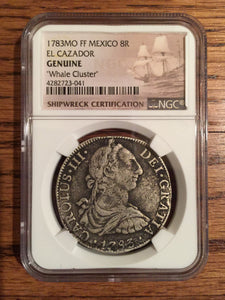 1783MO FF MEXICO 8R
EL CAZADOR
GENUINE
"Whale Cluster"
4282723-041
SHIPWRECK CERTIFICATION
NGC
CAROLUS·III·DEI·GRATIA·
·1783·